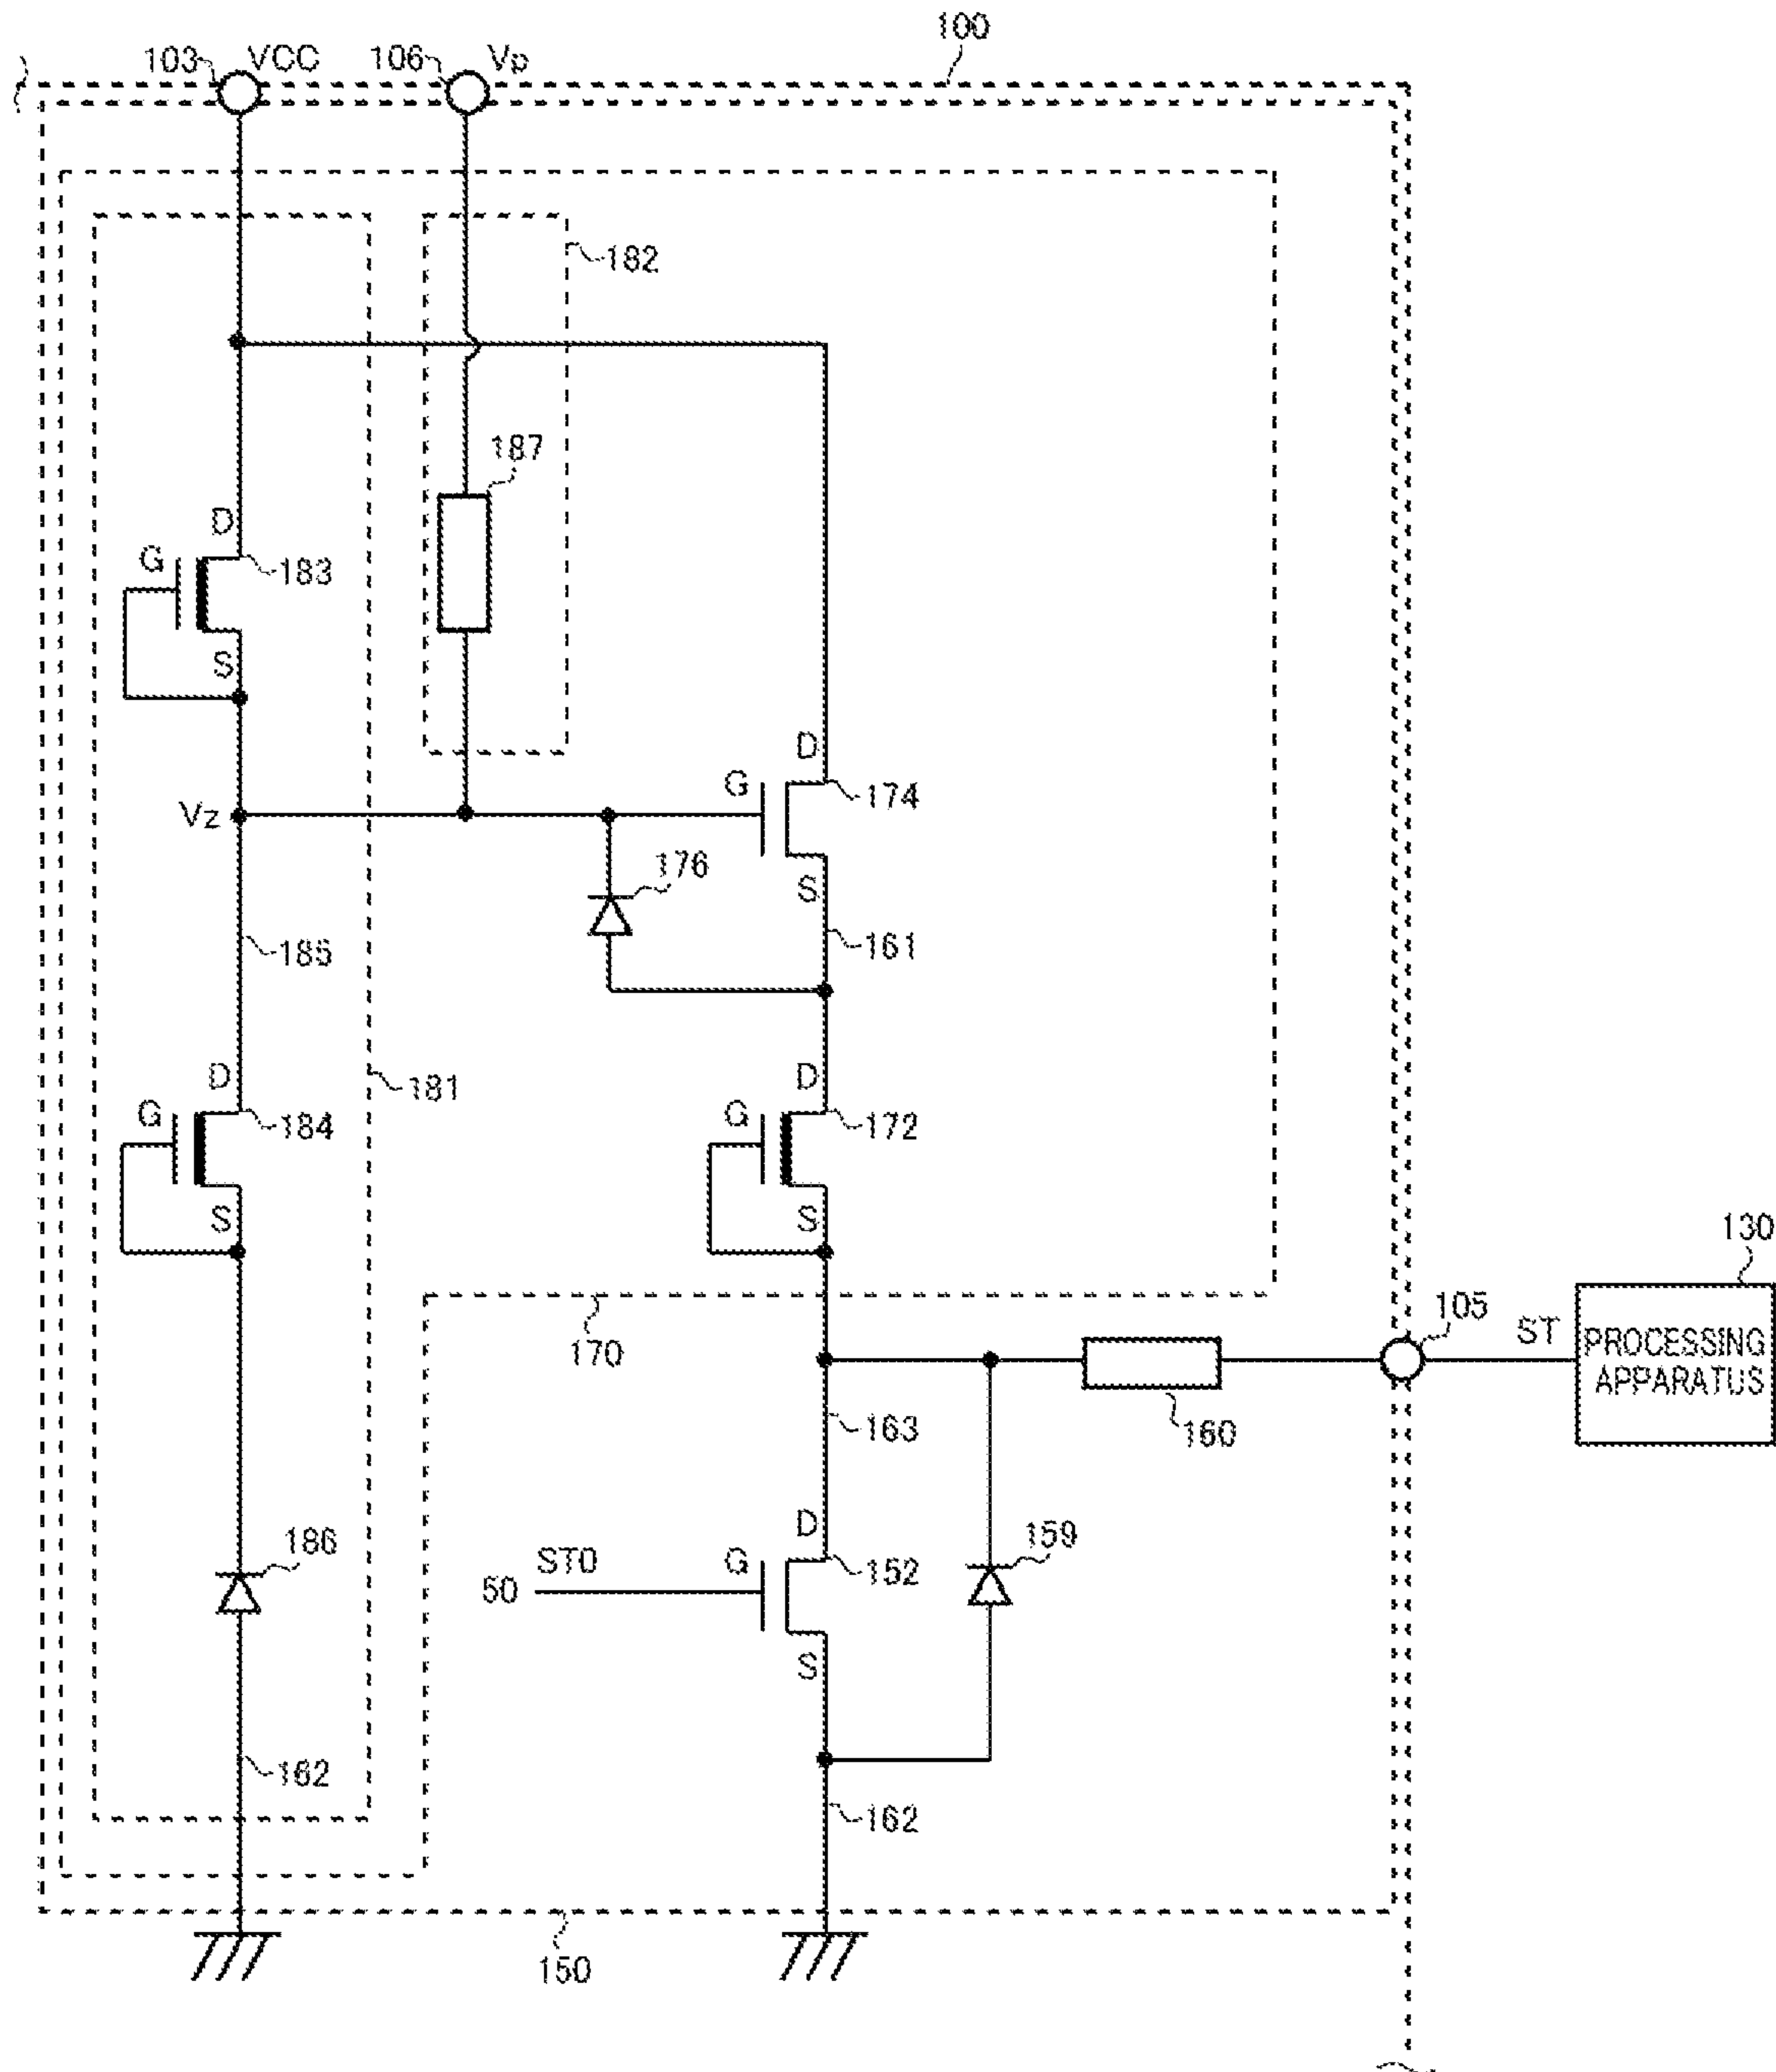 100
103 VCC 106 Vp
182
187
D
G
183
S
D
G
174
Vz
176
S
185
161
D
G
184
181
D
G
172
S
S
130
105
ST
PROCESSING
APPARATUS
170
163
160
D
186
ST0
G
152
159
50
S
162
162
150